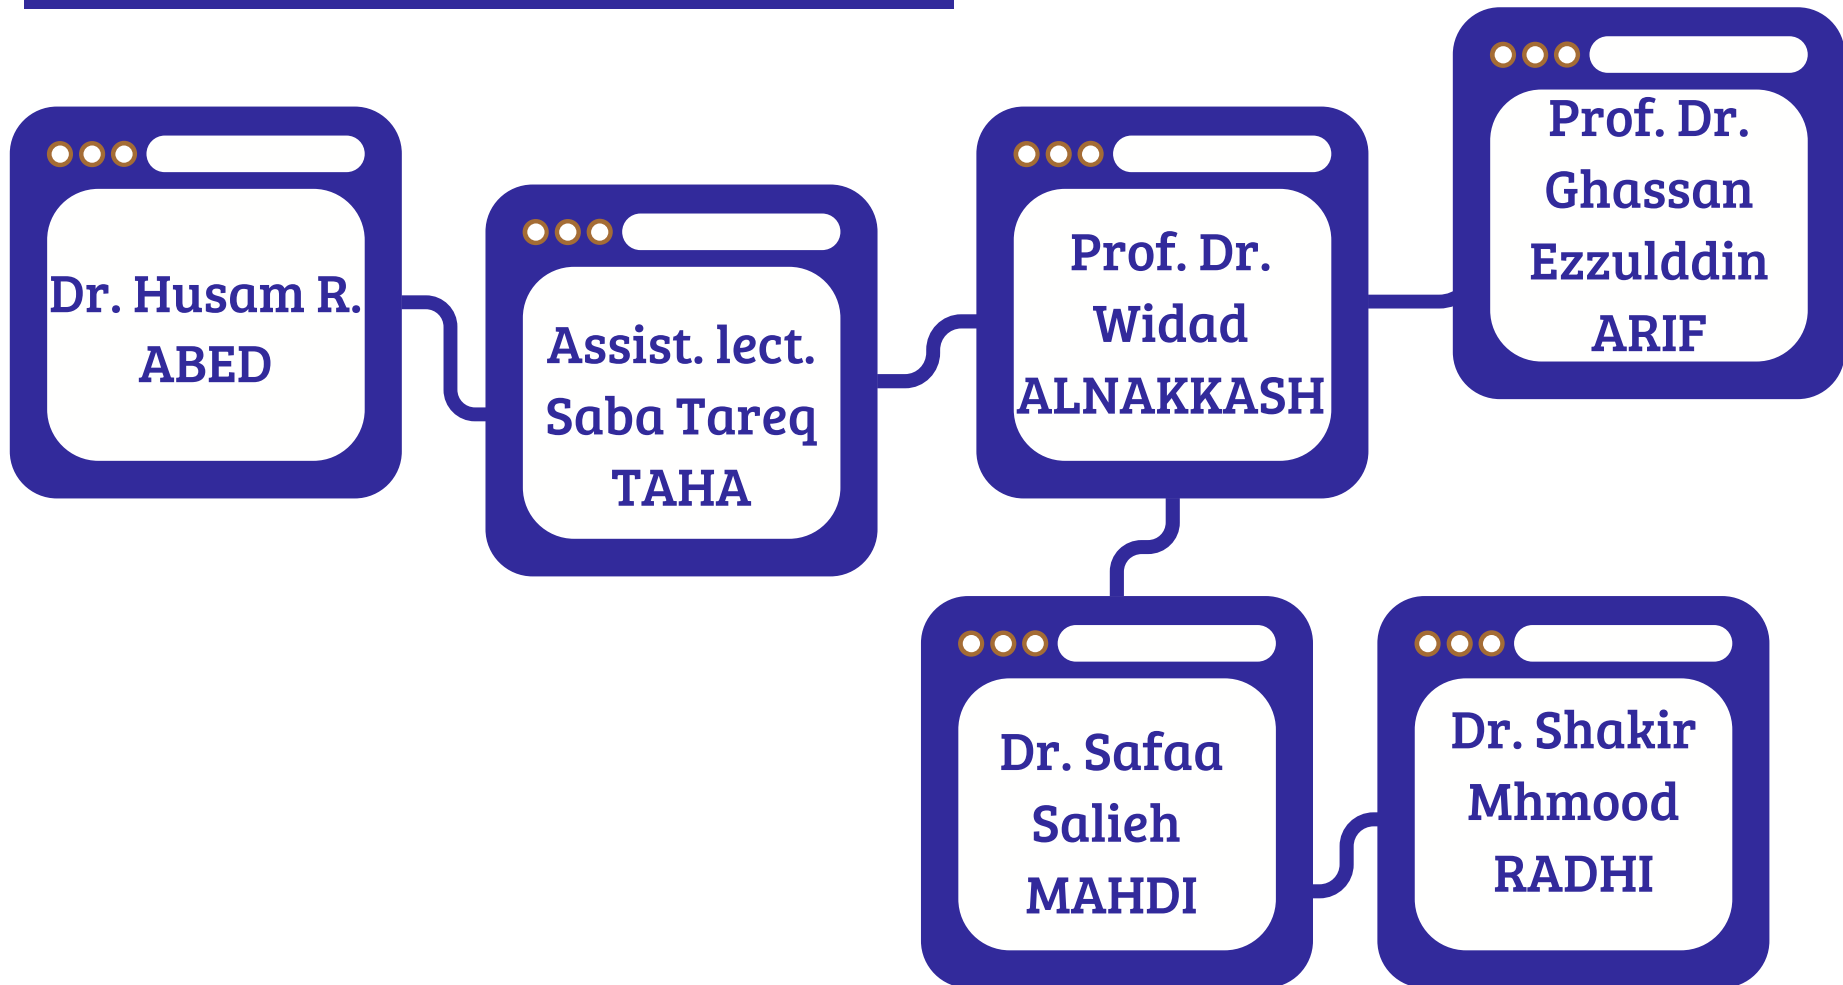 Dr. Husam R.
ABED
Assist. lect.
Saba Tareq
TAHA
Prof. Dr.
Widad
ALNAKKASH
Prof. Dr.
Ghassan
Ezzulddin
ARIF
Dr. Safaa
Salieh
MAHDI
Dr. Shakir
Mhmood
RADHI